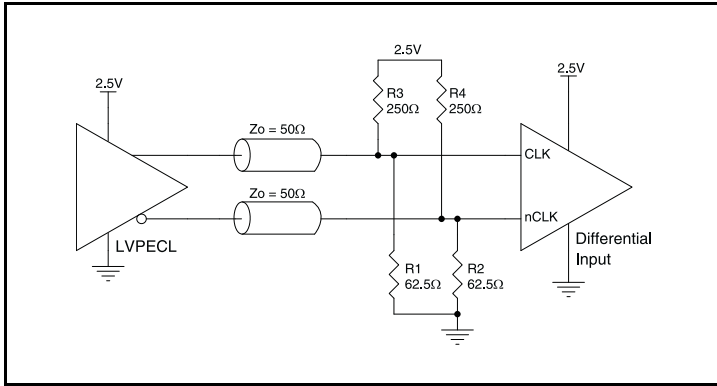 2.5V
2.5V
2.5V
R3
250Ω
R4
250Ω
Zo = 50Ω
CLK
Zo = 50Ω
nCLK
LVPECL
Differential
Input
R1
62.5Ω
R2
62.5Ω